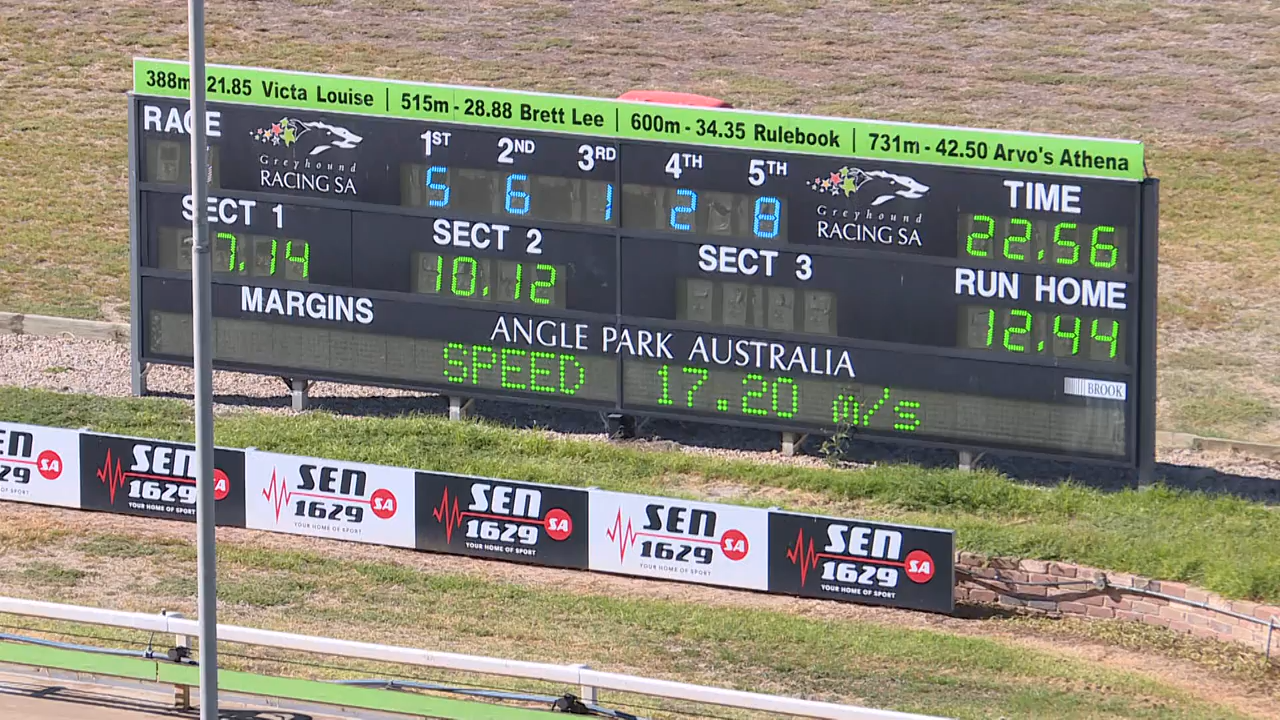 388m - 21.85 Victa Louise | 515m - 28.88 Brett Lee | 600m - 34.35 Rulebook | 731m - 42.50 Arvo's Athena
RACE
Greyhound
RACING SA
1ST 2ND 3RD 4TH 5TH
5 6 1 2 8
Greyhound
RACING SA
TIME
22.56
SECT 1
7.14
SECT 2
10.12
SECT 3
RUN HOME
12.44
MARGINS
ANGLE PARK AUSTRALIA
SPEED 17.20 m/s
BROOK
EN
29 SA
SEN
1629 SA
YOUR HOME OF SPORT
SEN
1629 SA
YOUR HOME OF SPORT
SEN
1629 SA
YOUR HOME OF SPORT
SEN
1629 SA
YOUR HOME OF SPORT
SEN
1629 SA
YOUR HOME OF SPORT